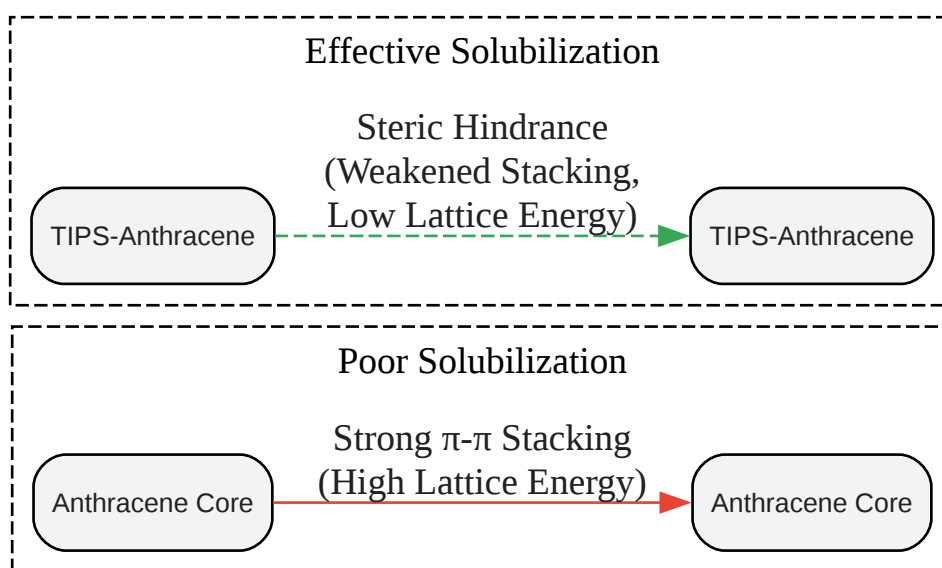 Effective Solubilization
Steric Hindrance
(Weakened Stacking,
Low Lattice Energy)
TIPS-Anthracene
TIPS-Anthracene
Poor Solubilization
Strong π-π Stacking
(High Lattice Energy)
Anthracene Core
Anthracene Core